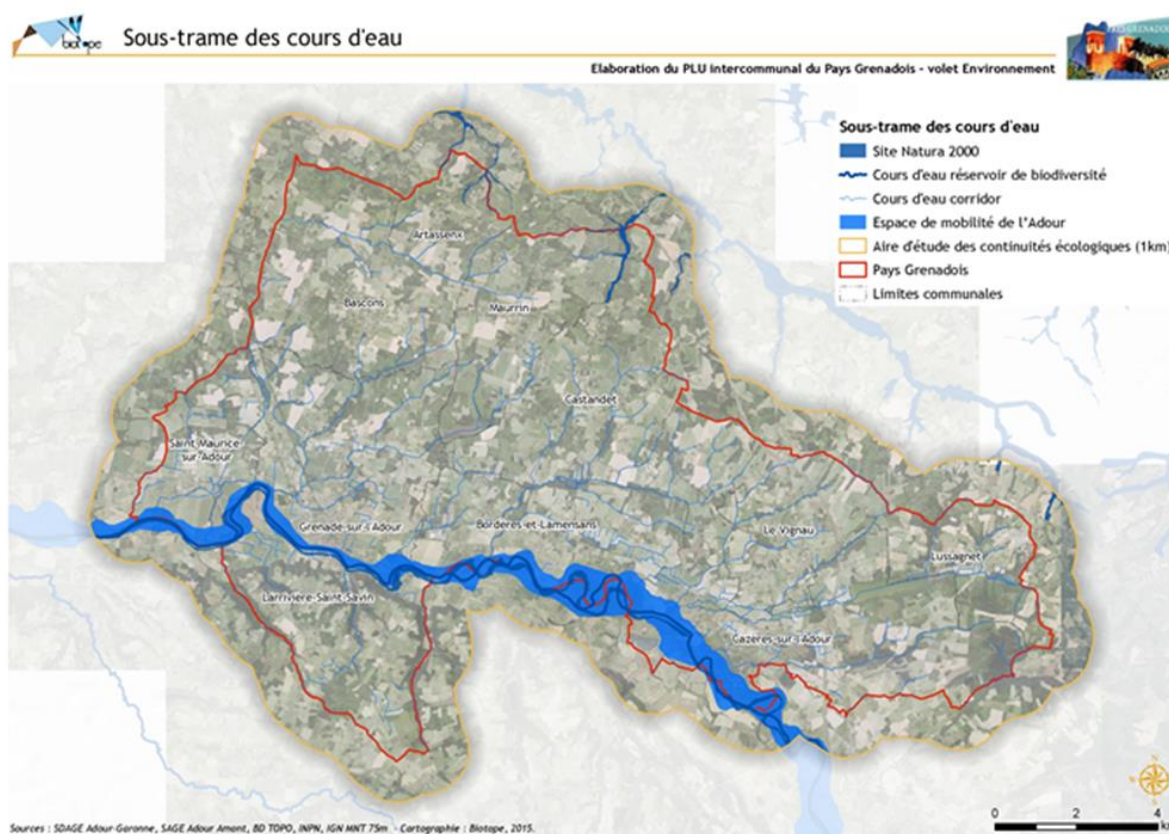 biotope
Sous-trame des cours d'eau
PAYS GRENADOIS
Elaboration du PLU intercommunal du Pays Grenadois - volet Environnement
Sous-trame des cours d'eau
Site Natura 2000
Cours d'eau réservoir de biodiversité
Cours d'eau corridor
Espace de mobilité de l'Adour
Aire d'étude des continuités écologiques (1km)
Pays Grenadois
Limites communales
Artassenx
Bascons
Maurrin
Castandet
Saint-Maurice-
sur-Adour
Grenade-sur-l'Adour
Bordères-et-Lamensans
Le Vignau
Lussagnet
Larrivière-Saint-Savin
Cazères-sur-l'Adour
0 2 4
Sources : SDAGE Adour-Garonne, SAGE Adour Amont, BD TOPO, INPN, IGN MNT 75m - Cartographie : Biotope, 2015.